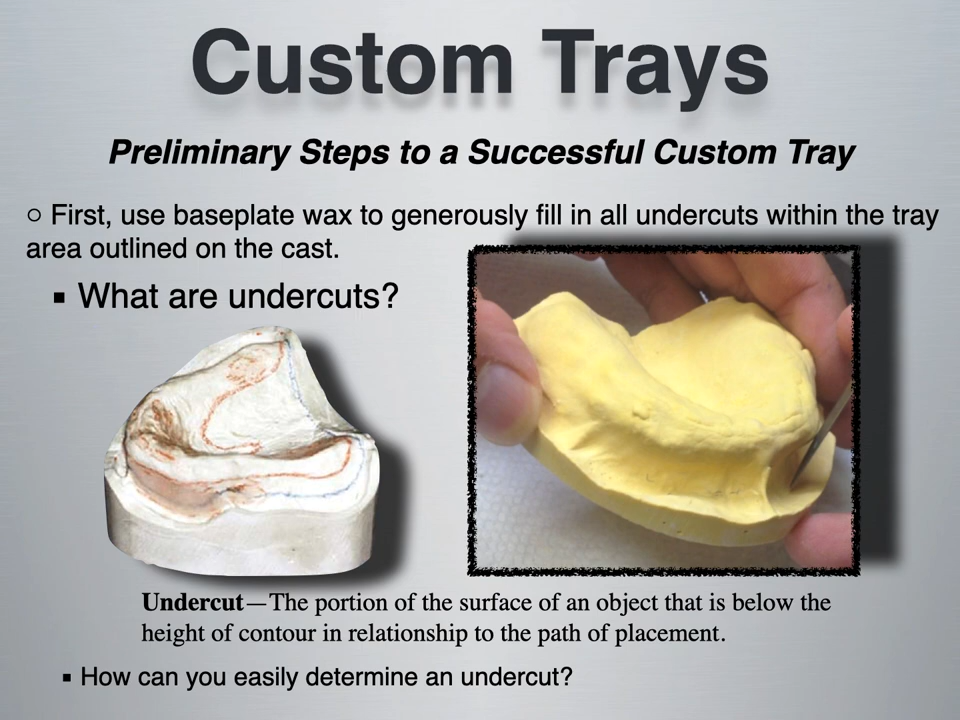 Custom Trays
Preliminary Steps to a Successful Custom Tray
○ First, use baseplate wax to generously fill in all undercuts within the tray
area outlined on the cast.
▪ What are undercuts?
Undercut—The portion of the surface of an object that is below the
height of contour in relationship to the path of placement.
▪ How can you easily determine an undercut?